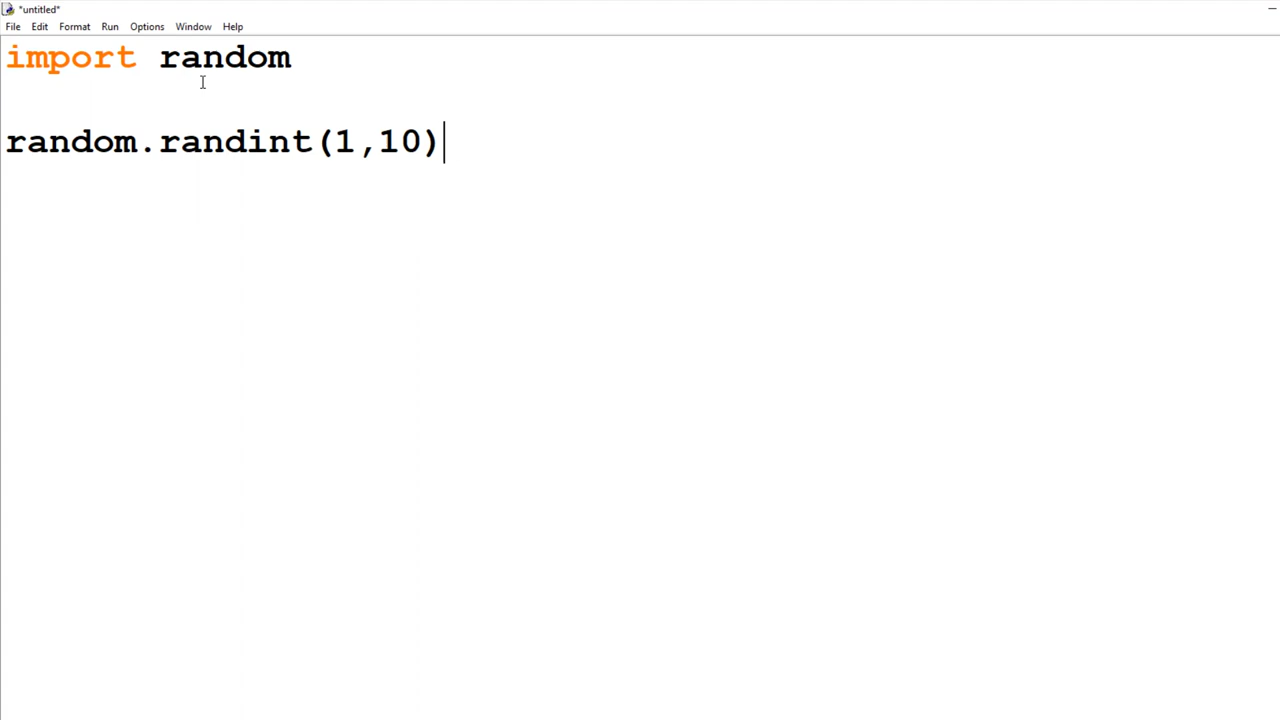 *untitled*
File Edit Format Run Options Window Help
import random
random.randint(1,10)